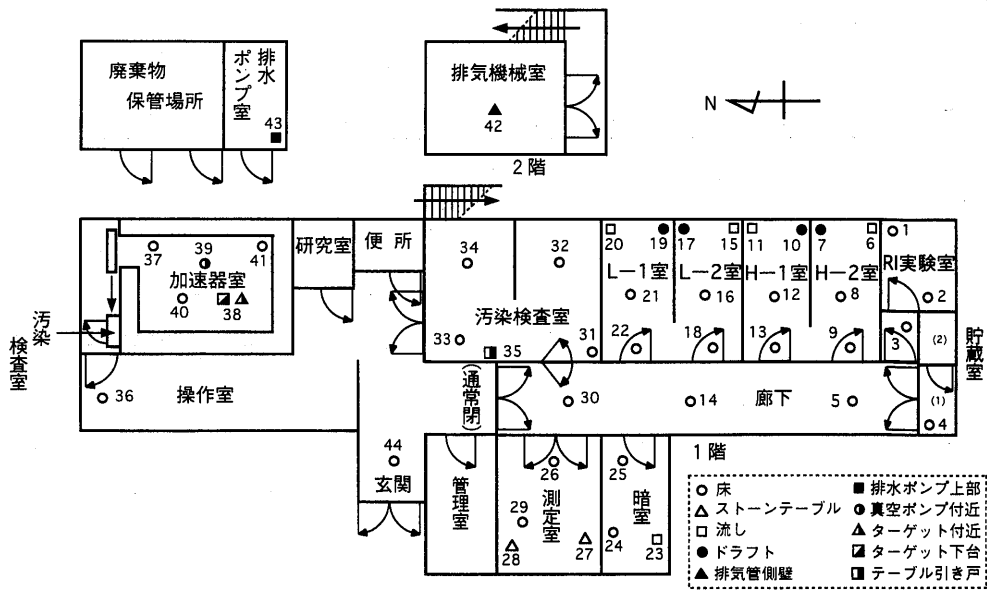 廃棄物
保管場所
排水
ポンプ室
43
排気機械室
42
2階
N
研究室
便所
34
32
20
19
17
15
11
10
7
6
1
37
39
41
加速器室
40
38
L−1室
L−2室
H−1室
H−2室
RI実験室
21
16
12
8
2
汚染検査室
33
35
31
22
18
13
9
3
(2)
汚染
検査室
貯蔵室
36
操作室
(通常閉)
30
14
廊下
5
(1)
4
1階
44
玄関
管理室
26
測定室
29
28
27
25
暗室
24
23
床
ストーンテーブル
流し
ドラフト
排気管側壁
排水ポンプ上部
真空ポンプ付近
ターゲット付近
ターゲット下台
テーブル引き戸